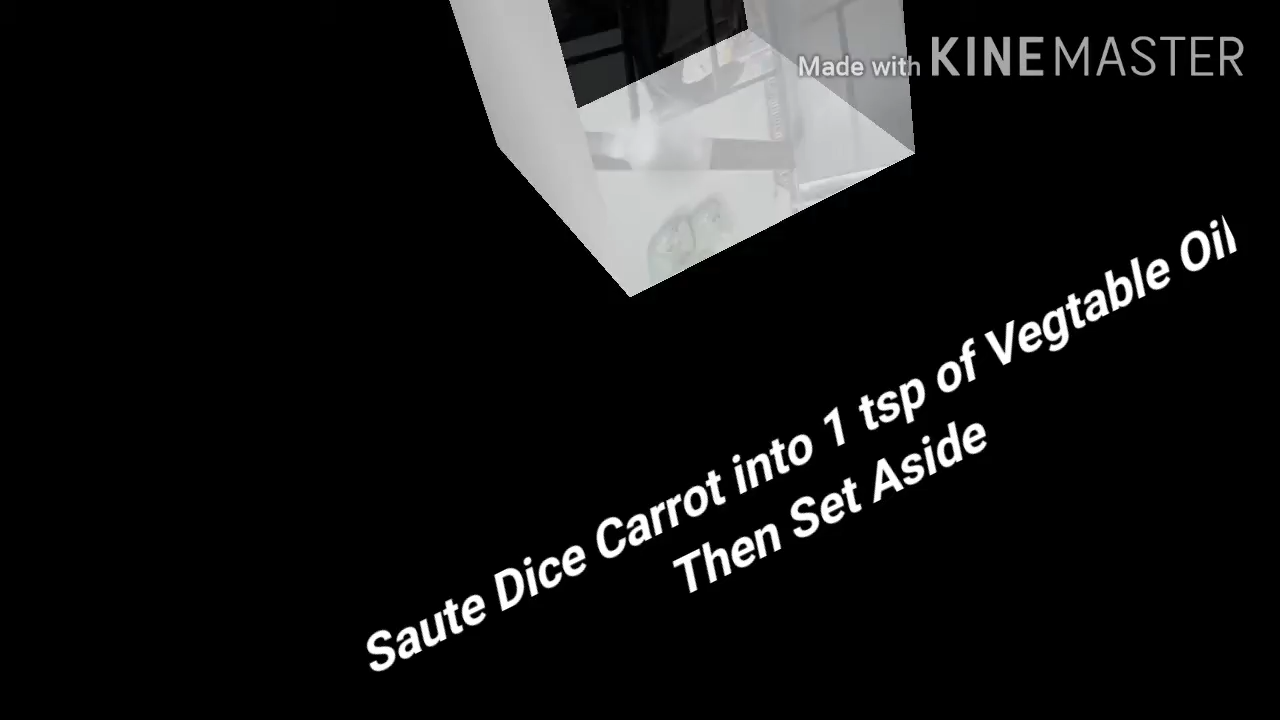 Made with KINEMASTER
Saute Dice Carrot into 1 tsp of Vegtable Oil
Then Set Aside